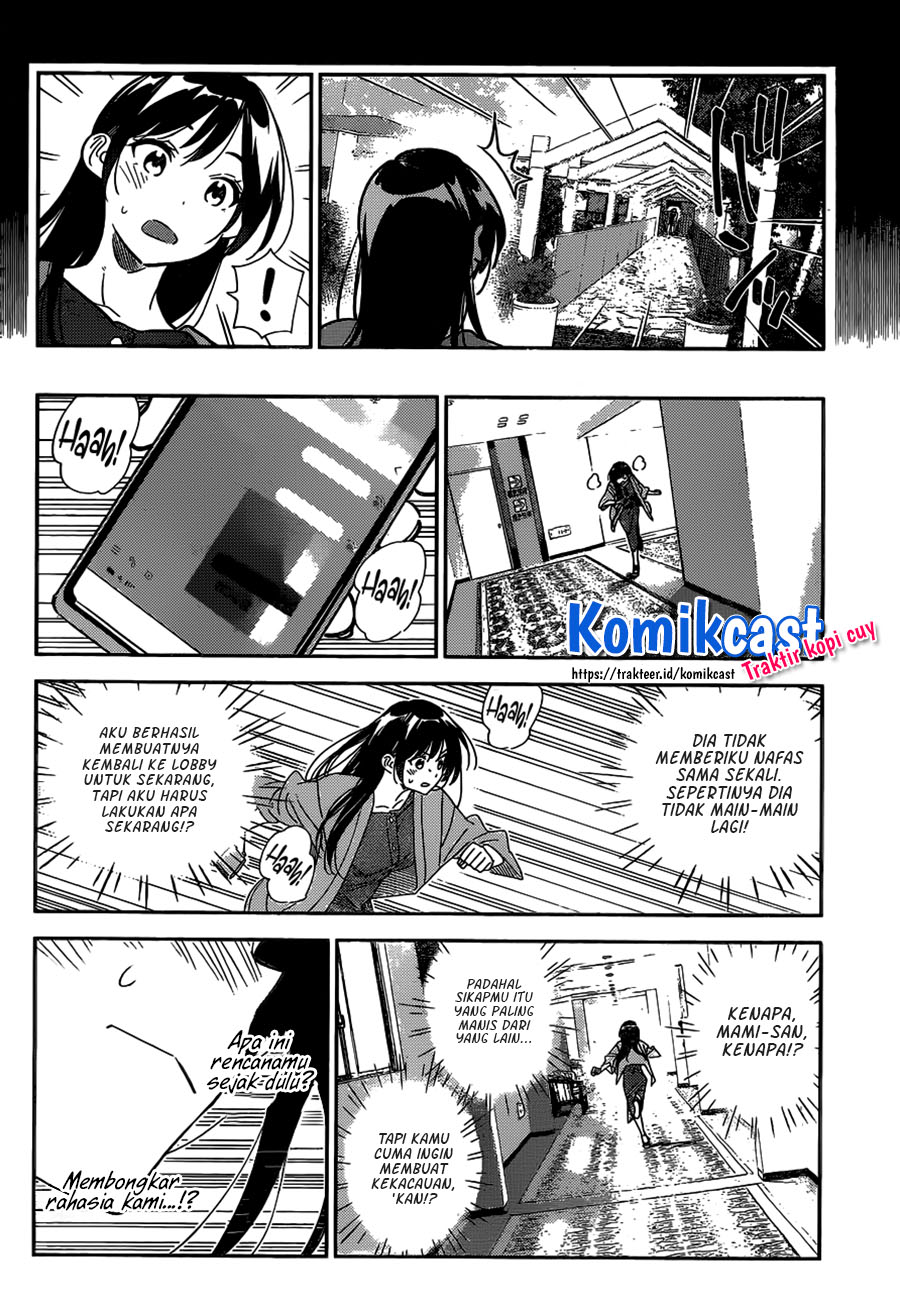 !
Haah!
Haah!
Komikcast
Traktir kopi cuy
https://trakteer.id/komikcast
Haah!
DIA TIDAK
MEMBERIKU NAFAS
SAMA SEKALI.
SEPERTINYA DIA
TIDAK MAIN-MAIN
LAGI!
AKU BERHASIL
MEMBUATNYA
KEMBALI KE LOBBY
UNTUK SEKARANG,
TAPI AKU HARUS
LAKUKAN APA
SEKARANG!?
Haah!
KENAPA,
MAMI-SAN,
KENAPA!?
PADAHAL
SIKAPMU ITU
YANG PALING
MANIS DARI
YANG LAIN...
TAPI KAMU
CUMA INGIN
MEMBUAT
KEKACAUAN,
'KAN!?
Apa ini
rencanamu
sejak dulu?
Membongkar
rahasia kami...!?